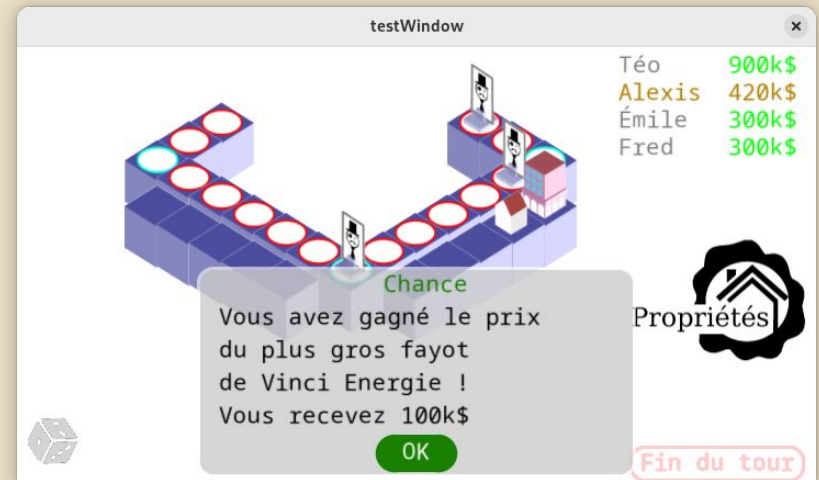 testWindow
Téo 900k$
Alexis 420k$
Émile 300k$
Fred 300k$
Propriétés
Chance
Vous avez gagné le prix
du plus gros fayot
de Vinci Energie !
Vous recevez 100k$
OK
Fin du tour